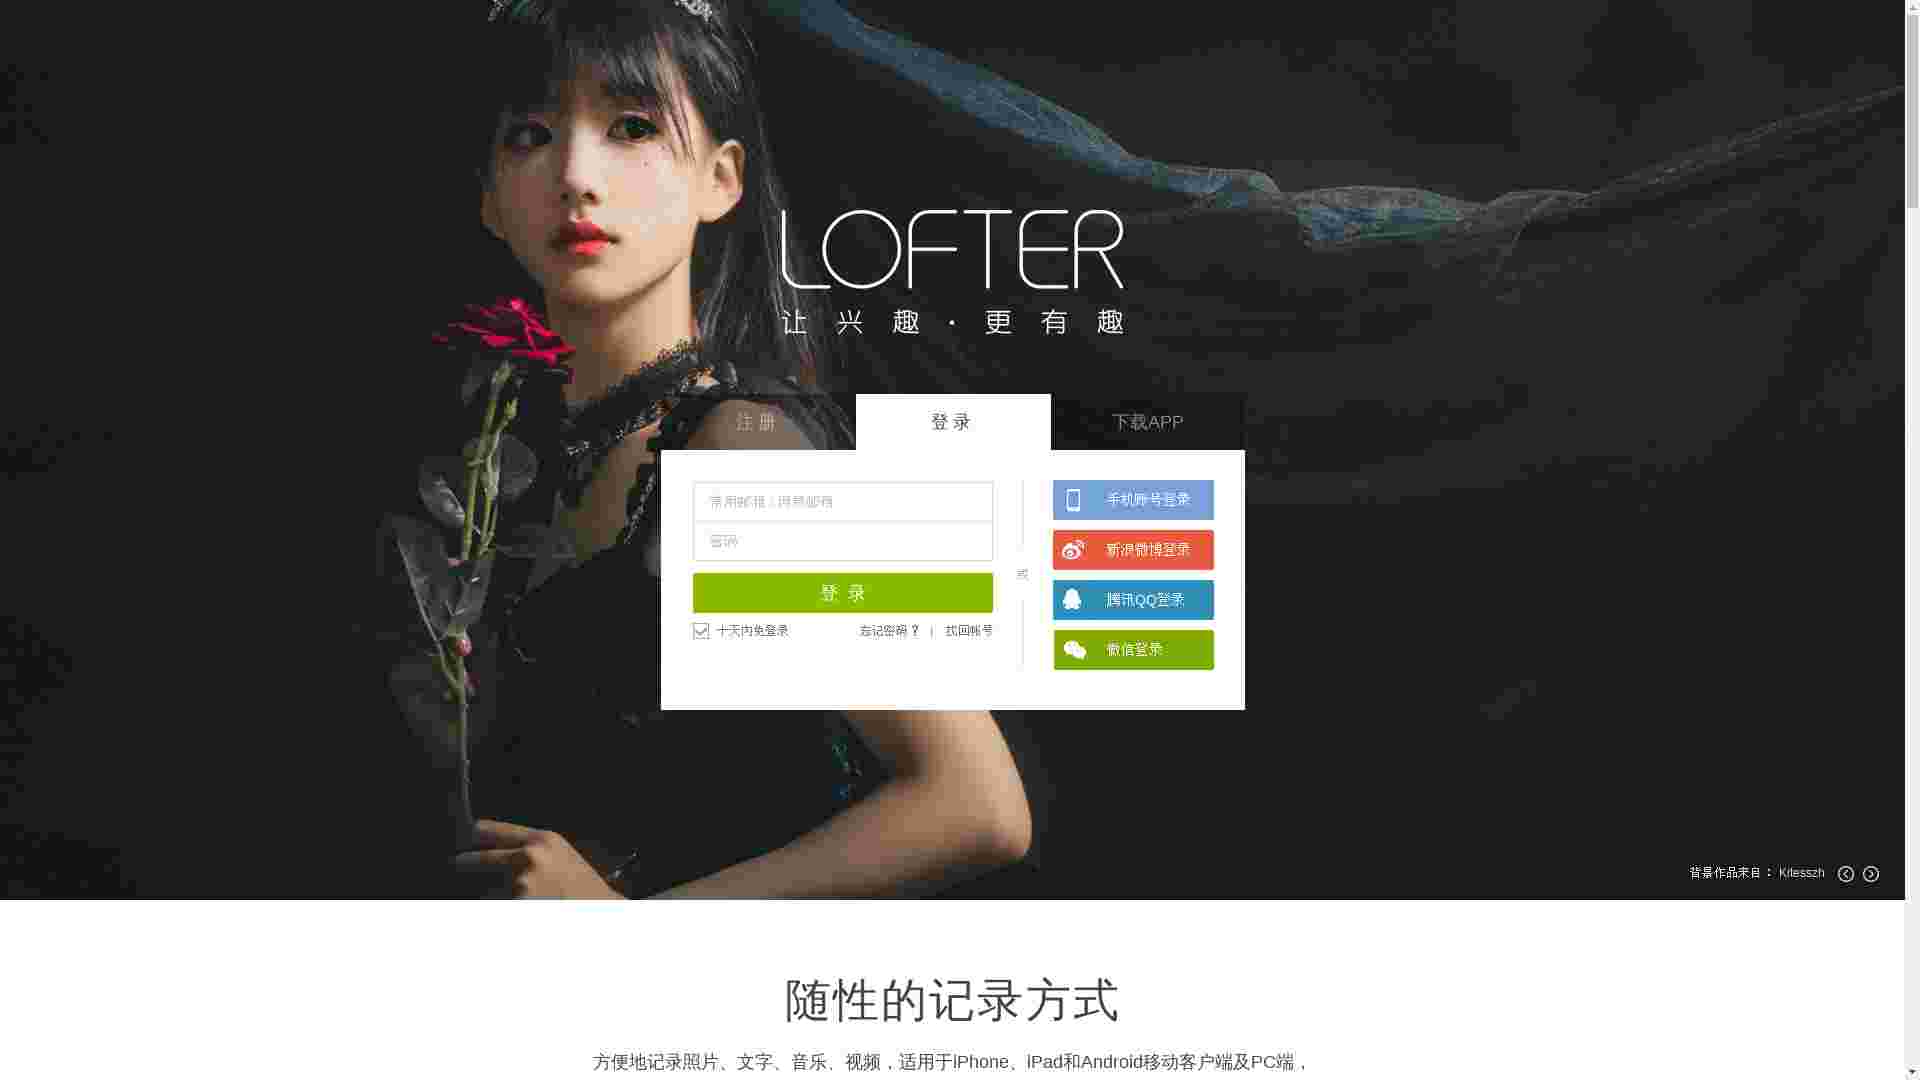 LOFTER
让兴趣·更有趣
注 册
登 录
下载APP
常用邮箱 / 网易邮箱
密码
登 录
十天内免登录
忘记密码？ | 找回帐号
或
手机账号登录
新浪微博登录
腾讯QQ登录
微信登录
背景作品来自： Kitesszh
随性的记录方式
方便地记录照片、文字、音乐、视频，适用于iPhone、iPad和Android移动客户端及PC端，